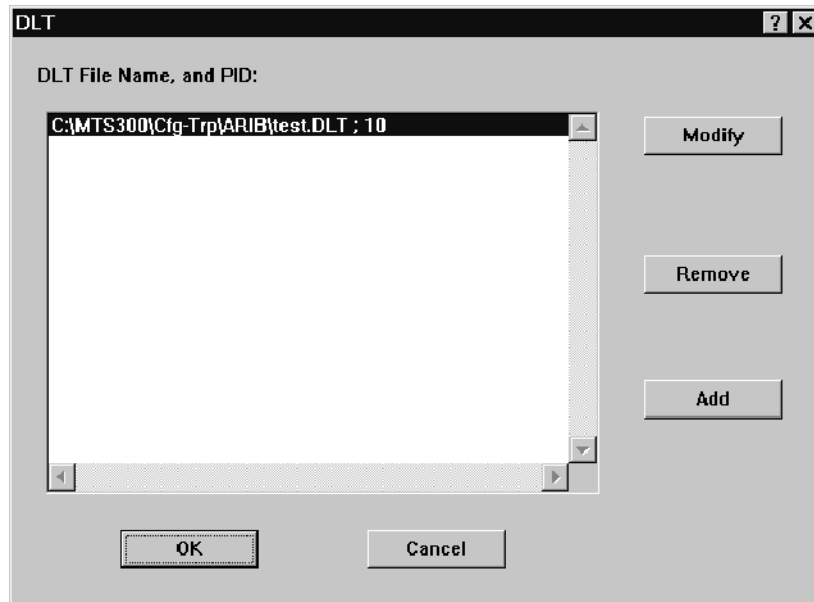 DLT
DLT File Name, and PID:
C:\MTS300\Cfg-Trp\ARIB\test.DLT ; 10
Modify
Remove
Add
OK
Cancel